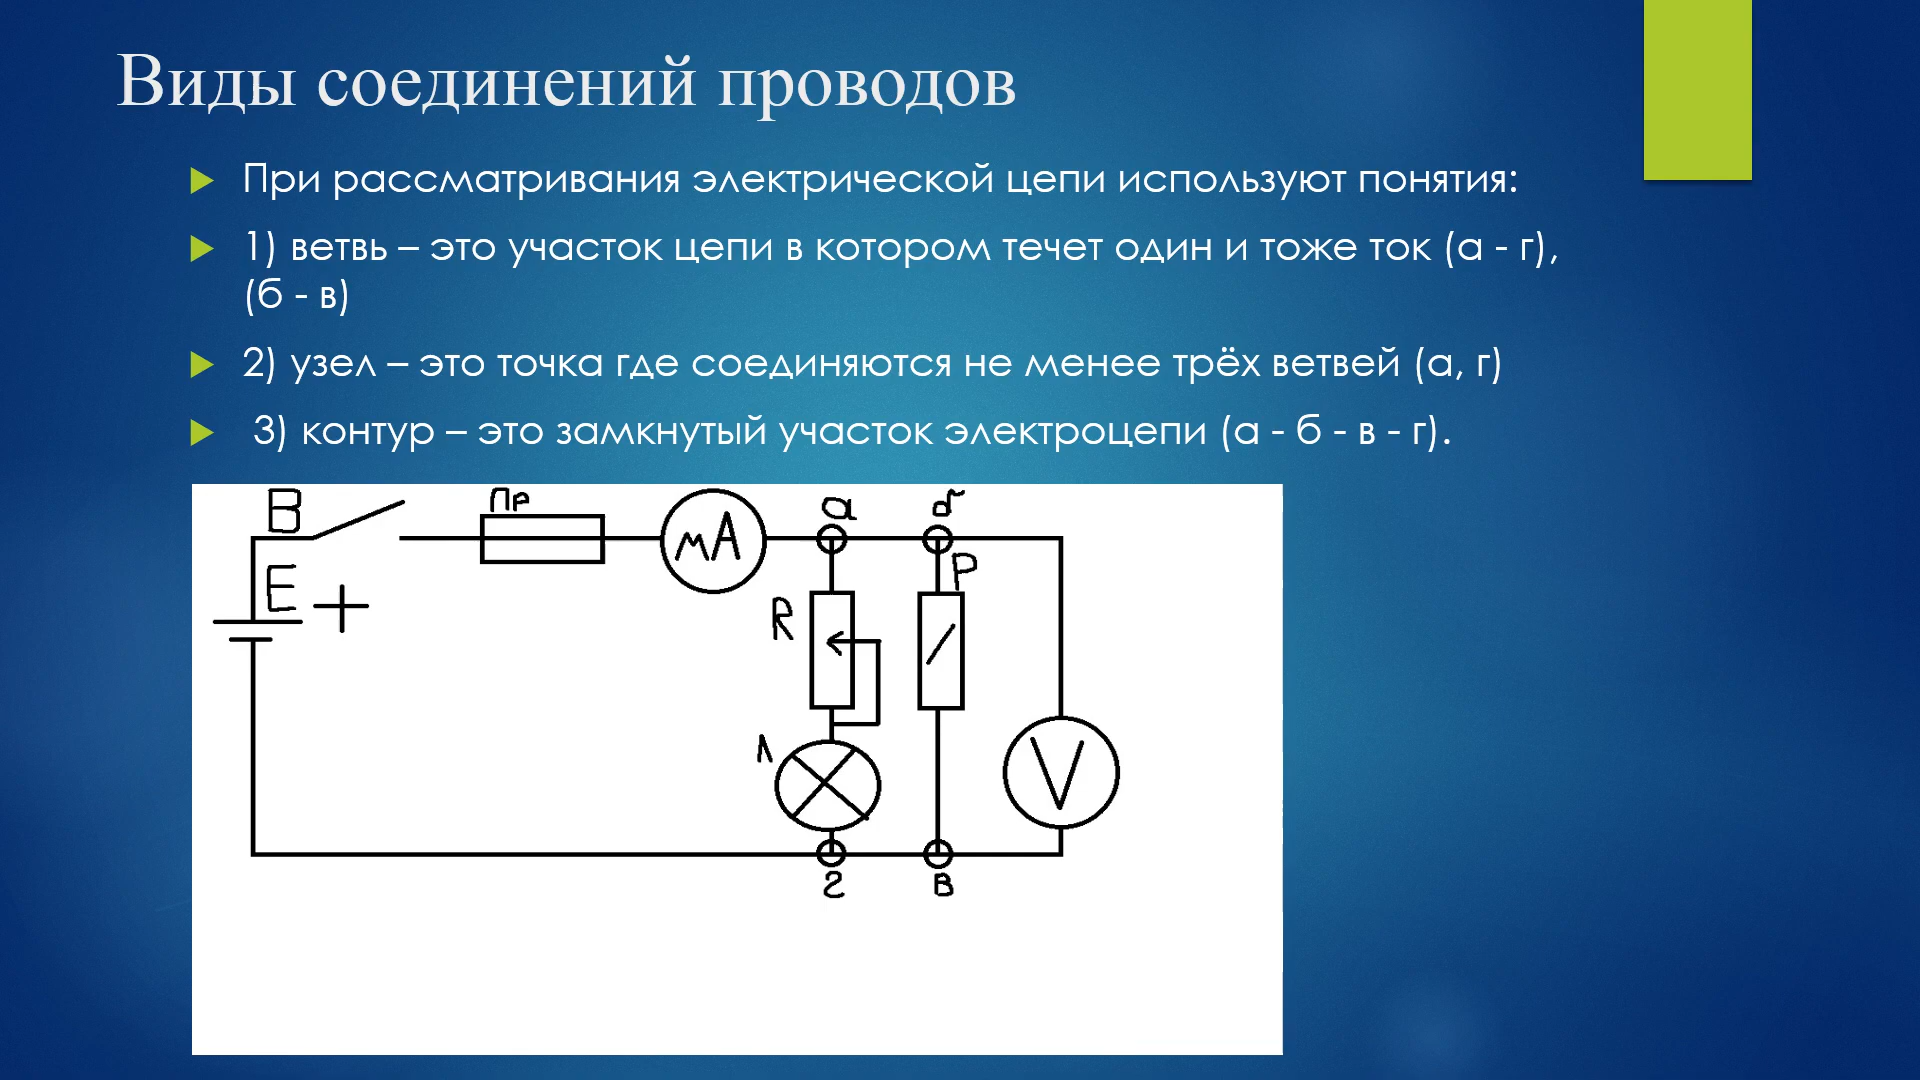 Виды соединений проводов
При рассматривания электрической цепи используют понятия:
1) ветвь – это участок цепи в котором течет один и тоже ток (а - г),
(б - в)
2) узел – это точка где соединяются не менее трёх ветвей (а, г)
3) контур – это замкнутый участок электроцепи (а - б - в - г).
В
Пр
мА
а
б
Е
+
Р
R
Л
V
г
в